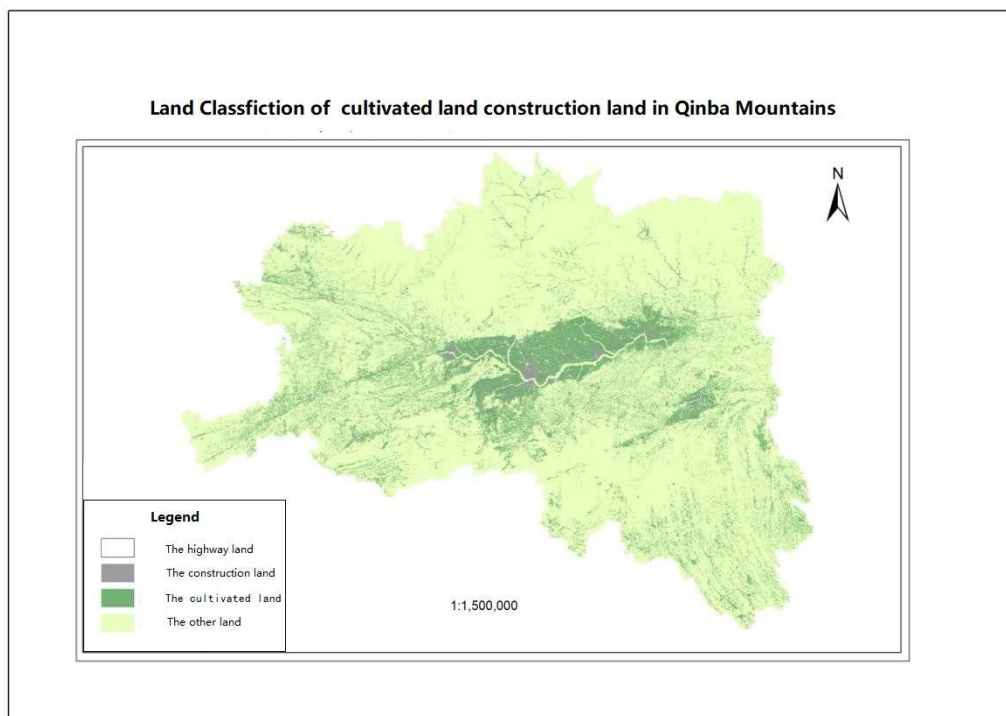 Land Classfiction of cultivated land construction land in Qinba Mountains
N
Legend
The highway land
The construction land
The cultivated land
The other land
1:1,500,000